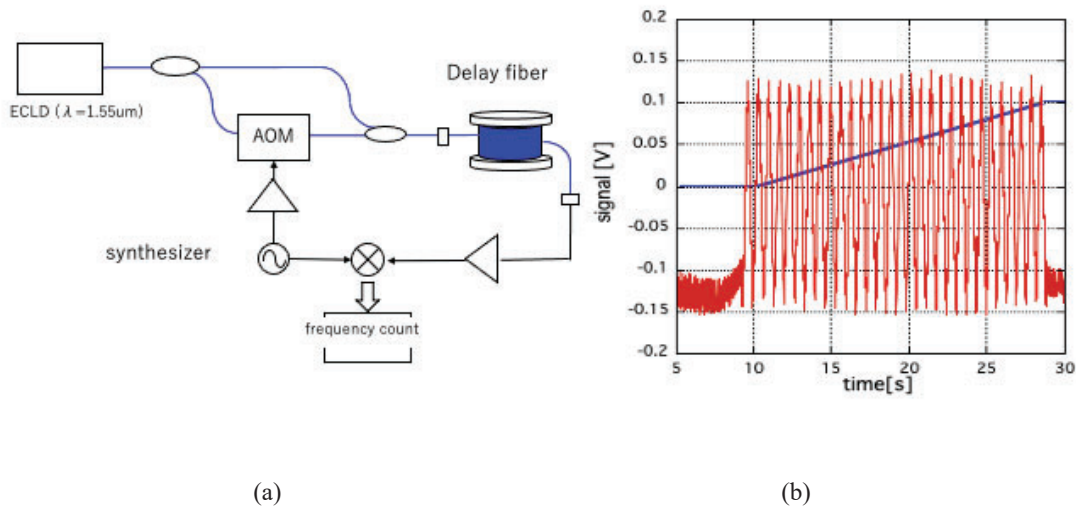 ECLD (λ=1.55um)
AOM
Delay fiber
synthesizer
frequency count
signal [V]
0.2
0.15
0.1
0.05
0
-0.05
-0.1
-0.15
-0.2
5 10 15 20 25 30
time[s]
(a) (b)